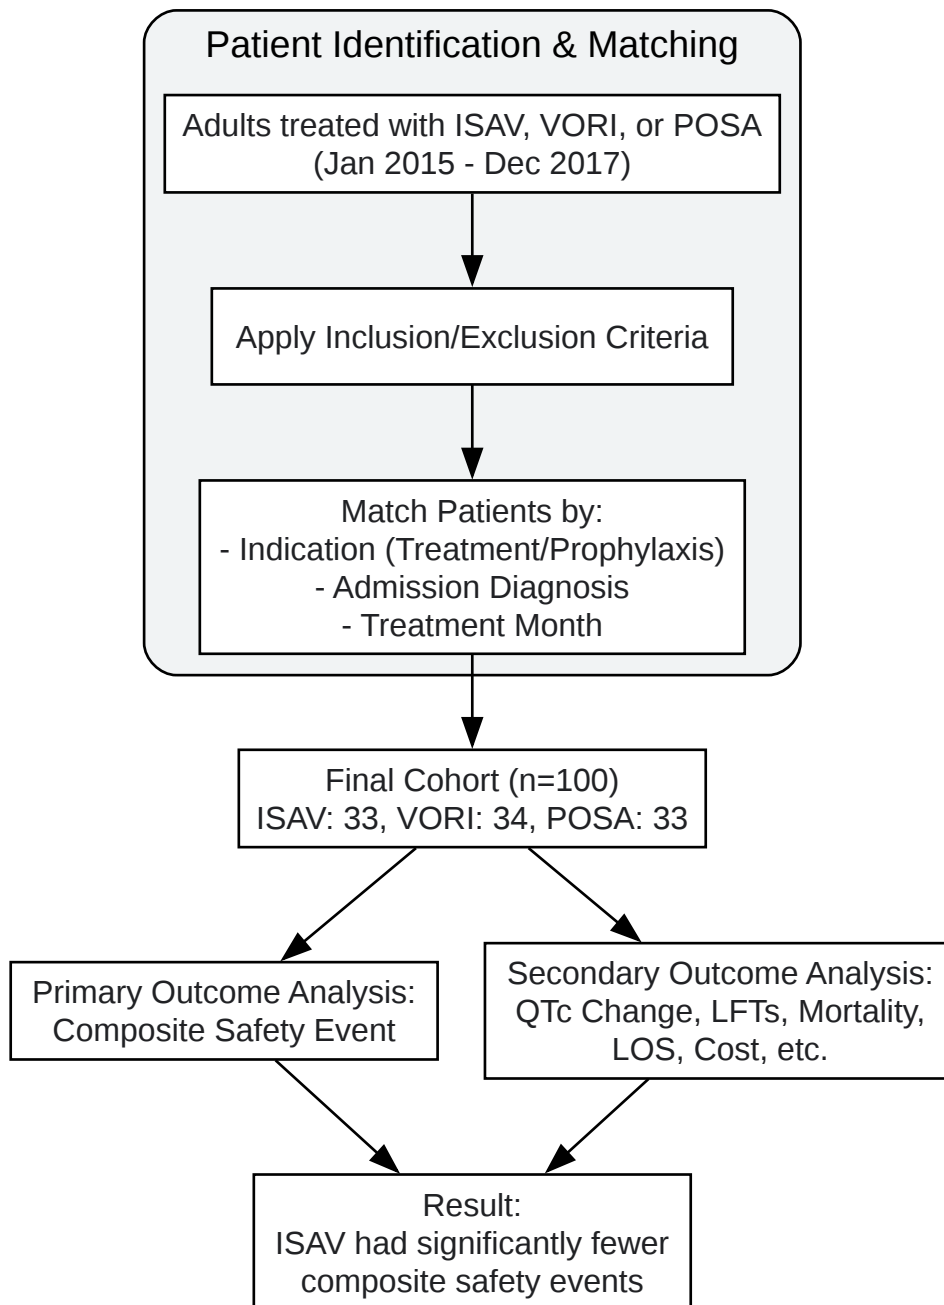 Patient Identification & Matching
Adults treated with ISAV, VORI, or POSA
(Jan 2015 - Dec 2017)
Apply Inclusion/Exclusion Criteria
Match Patients by:
- Indication (Treatment/Prophylaxis)
- Admission Diagnosis
- Treatment Month
Final Cohort (n=100)
ISAV: 33, VORI: 34, POSA: 33
Primary Outcome Analysis:
Composite Safety Event
Secondary Outcome Analysis:
QTc Change, LFTs, Mortality,
LOS, Cost, etc.
Result:
ISAV had significantly fewer
composite safety events